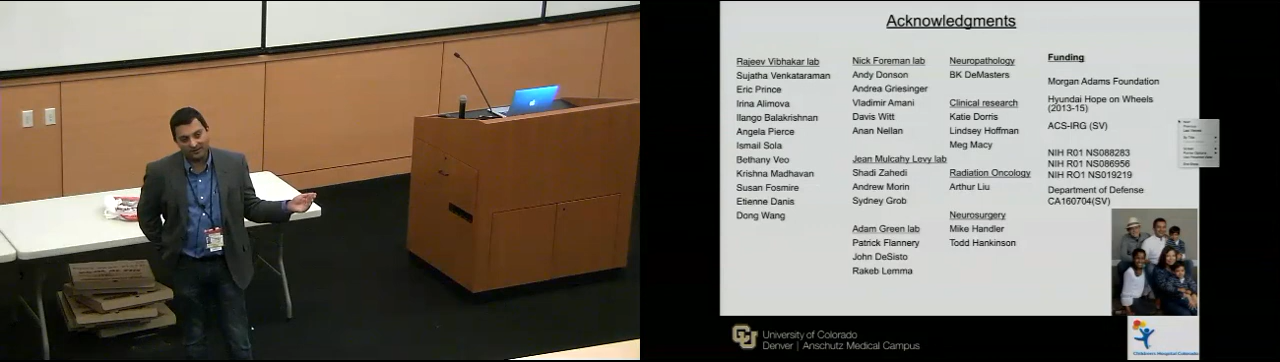 Acknowledgments
Rajeev Vibhakar lab
Sujatha Venkataraman
Eric Prince
Irina Alimova
Ilango Balakrishnan
Angela Pierce
Ismail Sola
Bethany Veo
Krishna Madhavan
Susan Fosmire
Etienne Danis
Dong Wang
Nick Foreman lab
Andy Donson
Andrea Griesinger
Vladimir Amani
Davis Witt
Anan Nellan
Jean Mulcahy Levy lab
Shadi Zahedi
Andrew Morin
Sydney Grob
Adam Green lab
Patrick Flannery
John DeSisto
Rakeb Lemma
Neuropathology
BK DeMasters
Clinical research
Katie Dorris
Lindsey Hoffman
Meg Macy
Radiation Oncology
Arthur Liu
Neurosurgery
Mike Handler
Todd Hankinson
Funding
Morgan Adams Foundation
Hyundai Hope on Wheels
(2013-15)
ACS-IRG (SV)
NIH R01 NS088283
NIH R01 NS086956
NIH RO1 NS019219
Department of Defense
CA160704(SV)
CU
University of Colorado
Denver | Anschutz Medical Campus
Children's Hospital Colorado